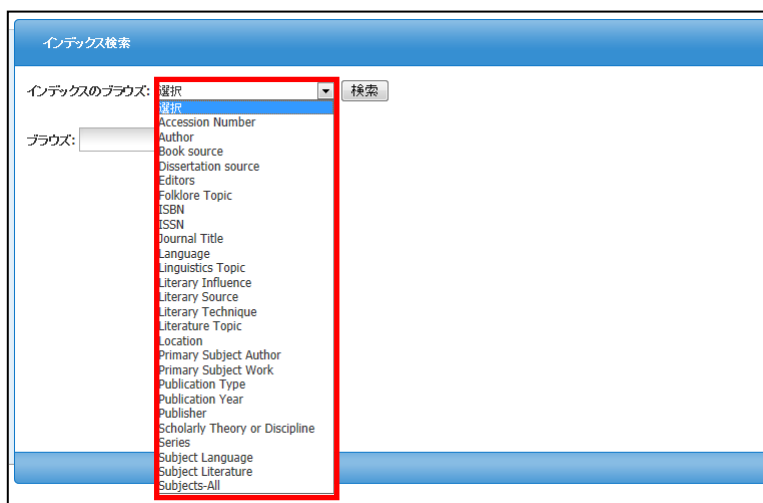 インデックス検索
インデックスのブラウズ: 選択 検索
選択
Accession Number
ブラウズ:
Author
Book source
Dissertation source
Editors
Folklore Topic
ISBN
ISSN
Journal Title
Language
Linguistics Topic
Literary Influence
Literary Source
Literary Technique
Literature Topic
Location
Primary Subject Author
Primary Subject Work
Publication Type
Publication Year
Publisher
Scholarly Theory or Discipline
Series
Subject Language
Subject Literature
Subjects-All